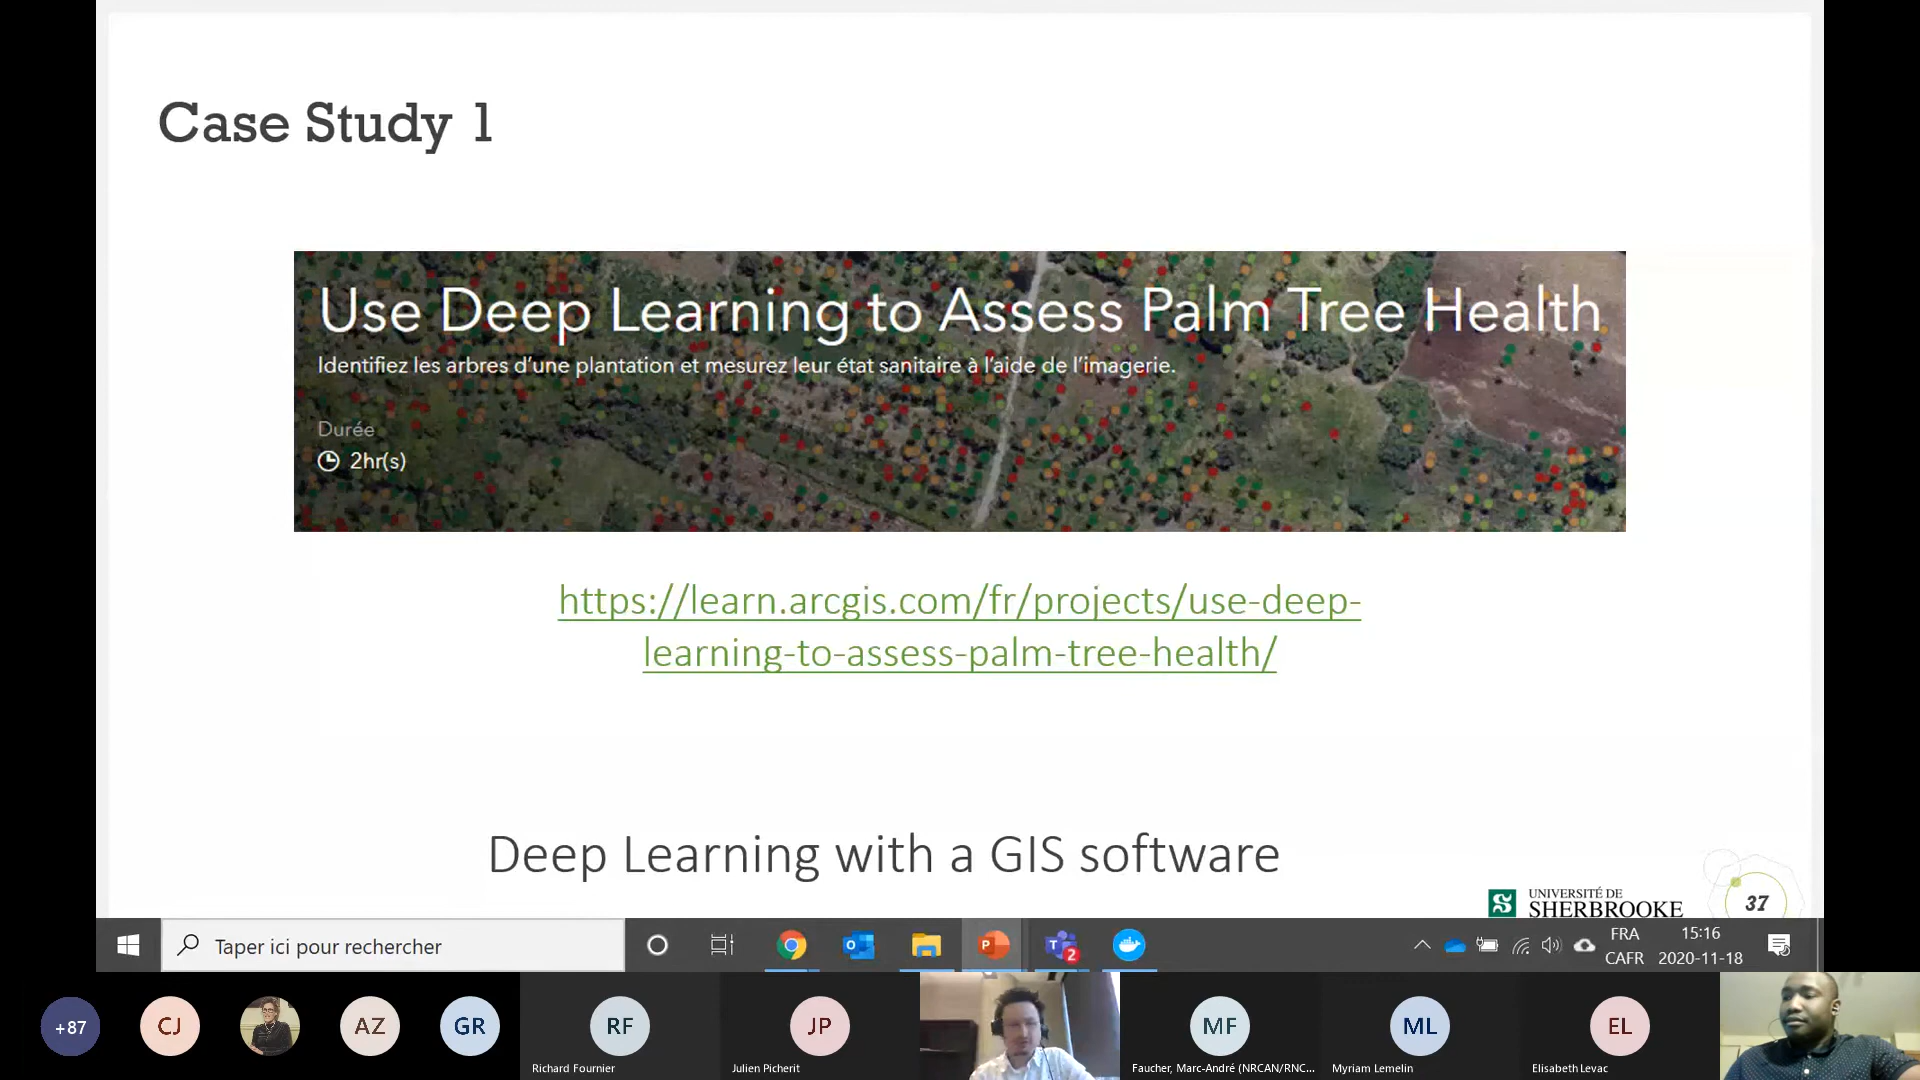 Case Study 1
Use Deep Learning to Assess Palm Tree Health
Identifiez les arbres d'une plantation et mesurez leur état sanitaire à l'aide de l'imagerie.
Durée
2hr(s)
https://learn.arcgis.com/fr/projects/use-deep-
learning-to-assess-palm-tree-health/
Deep Learning with a GIS software
UNIVERSITÉ DE
SHERBROOKE
37
Taper ici pour rechercher
2
FRA
CAFR
15:16
2020-11-18
+87
CJ
AZ
GR
RF
Richard Fournier
JP
Julien Picherit
MF
Faucher, Marc-André (NRCAN/RNC...
ML
Myriam Lemelin
EL
Elisabeth Levac